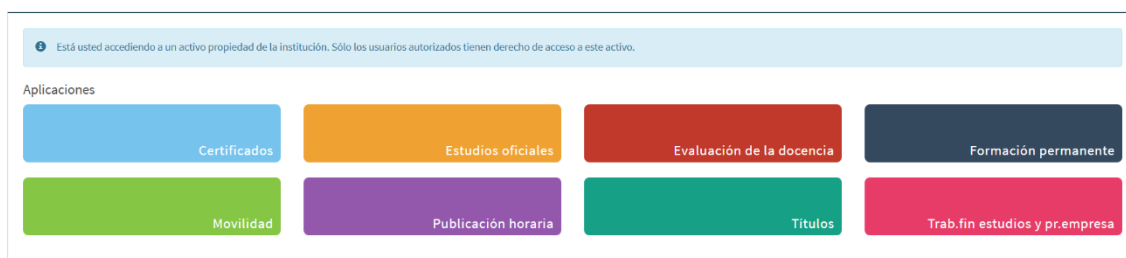 Está usted accediendo a un activo propiedad de la institución. Sólo los usuarios autorizados tienen derecho de acceso a este activo.
Aplicaciones
Certificados
Estudios oficiales
Evaluación de la docencia
Formación permanente
Movilidad
Publicación horaria
Títulos
Trab.fin estudios y pr.empresa